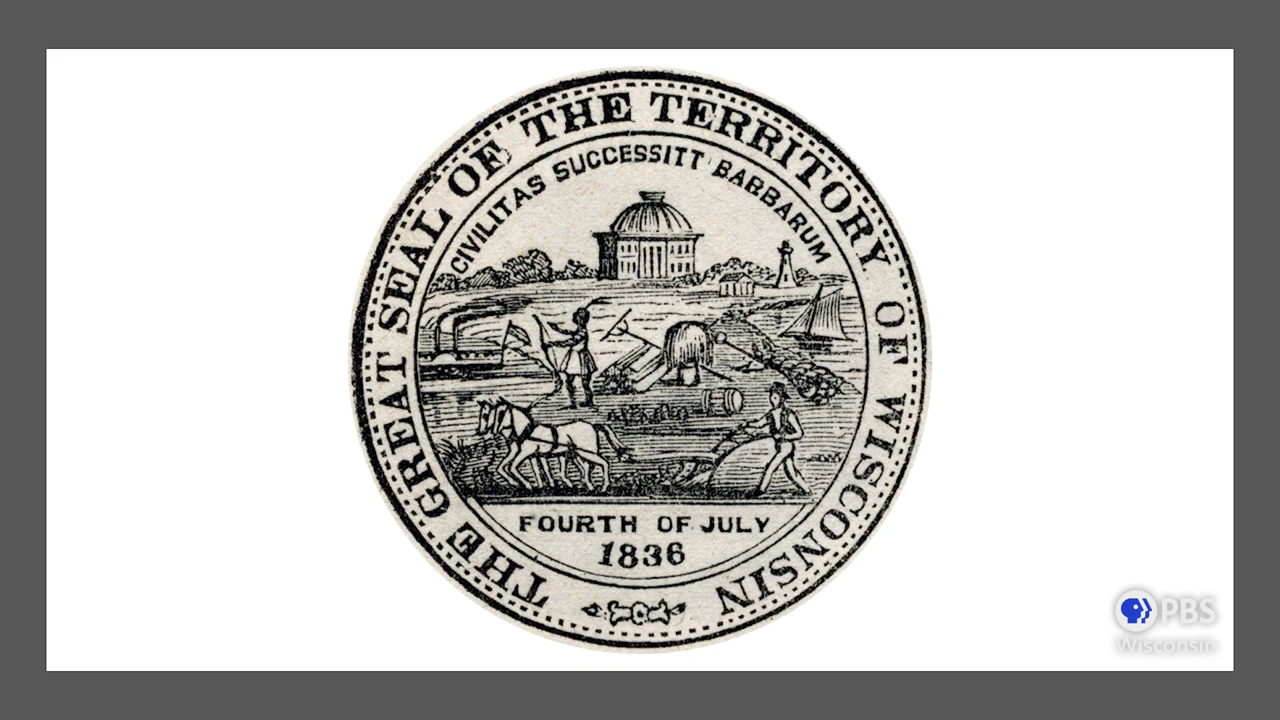 THE GREAT SEAL OF THE TERRITORY OF WISCONSIN
CIVILITAS SUCCESSITT BARBARUM
FOURTH OF JULY
1836
PBS
Wisconsin